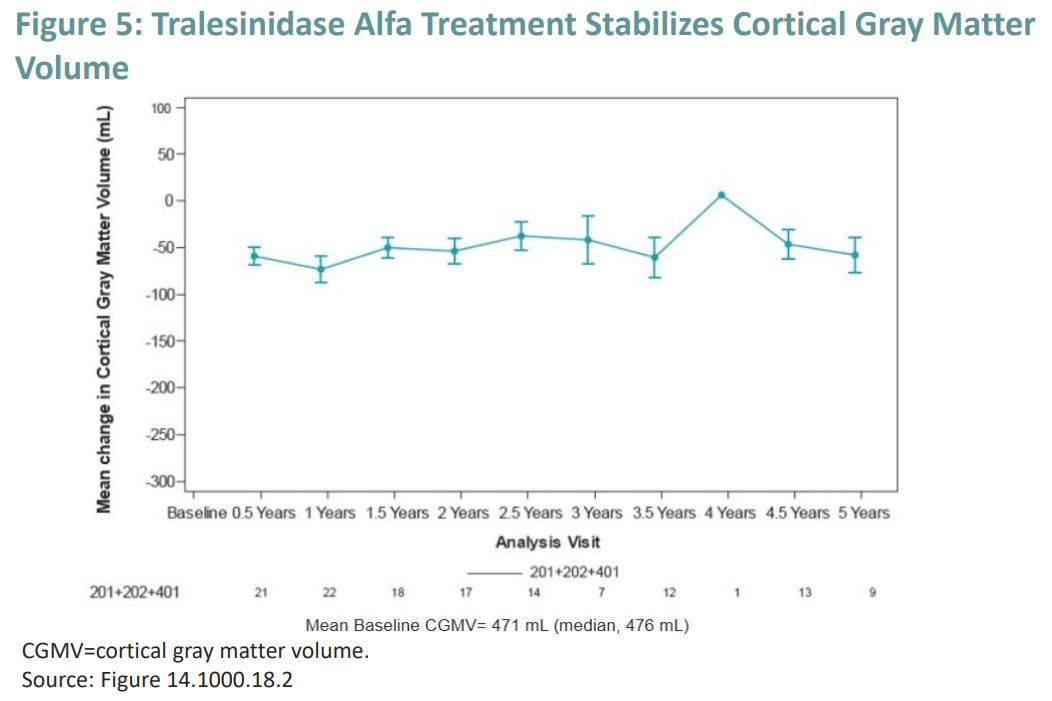 Figure 5: Tralesinidase Alfa Treatment Stabilizes Cortical Gray Matter
Volume
Mean change in Cortical Gray Matter Volume (mL)
100
50
0
-50
-100
-150
-200
-250
-300
Baseline 0.5 Years 1 Years 1.5 Years 2 Years 2.5 Years 3 Years 3.5 Years 4 Years 4.5 Years 5 Years
Analysis Visit
201+202+401
201+202+401 21 22 18 17 14 7 12 1 13 9
Mean Baseline CGMV= 471 mL (median, 476 mL)
CGMV=cortical gray matter volume.
Source: Figure 14.1000.18.2